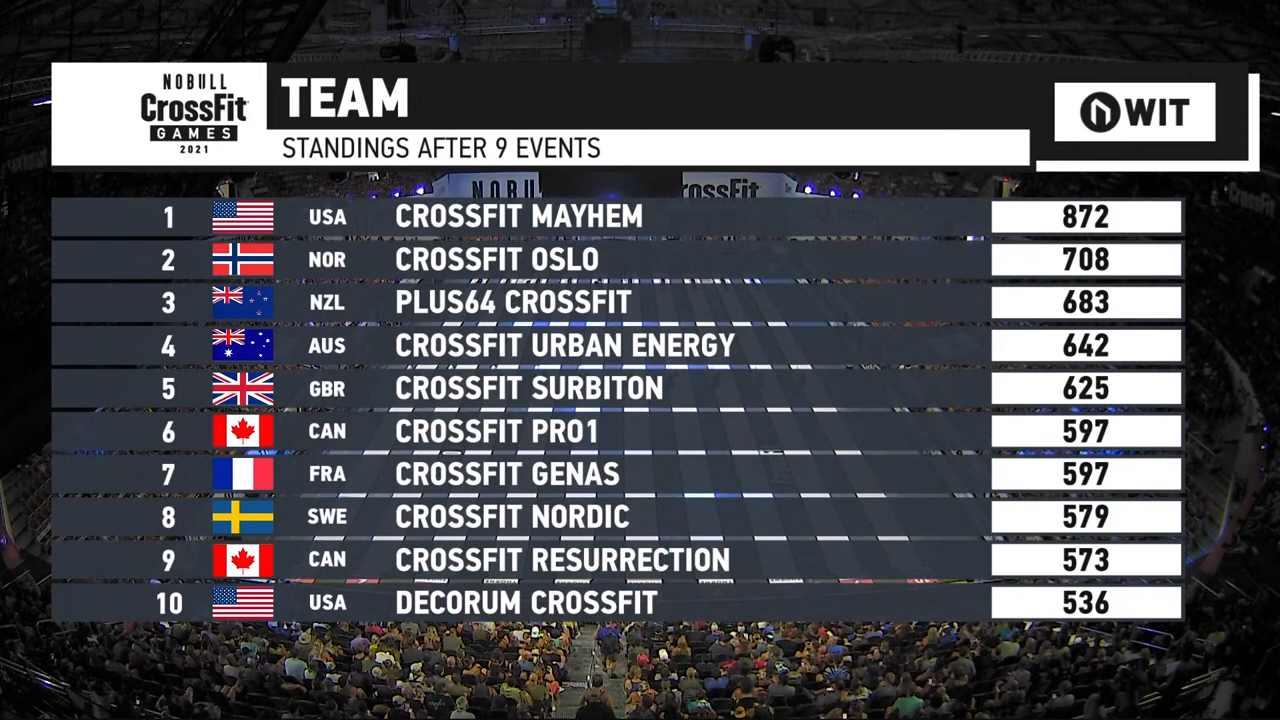 NOBULL
CrossFit
GAMES
2021
TEAM
STANDINGS AFTER 9 EVENTS
WIT
NOBU
rossFit
1 USA CROSSFIT MAYHEM 872
2 NOR CROSSFIT OSLO 708
3 NZL PLUS64 CROSSFIT 683
4 AUS CROSSFIT URBAN ENERGY 642
5 GBR CROSSFIT SURBITON 625
6 CAN CROSSFIT PRO1 597
7 FRA CROSSFIT GENAS 597
8 SWE CROSSFIT NORDIC 579
9 CAN CROSSFIT RESURRECTION 573
10 USA DECORUM CROSSFIT 536